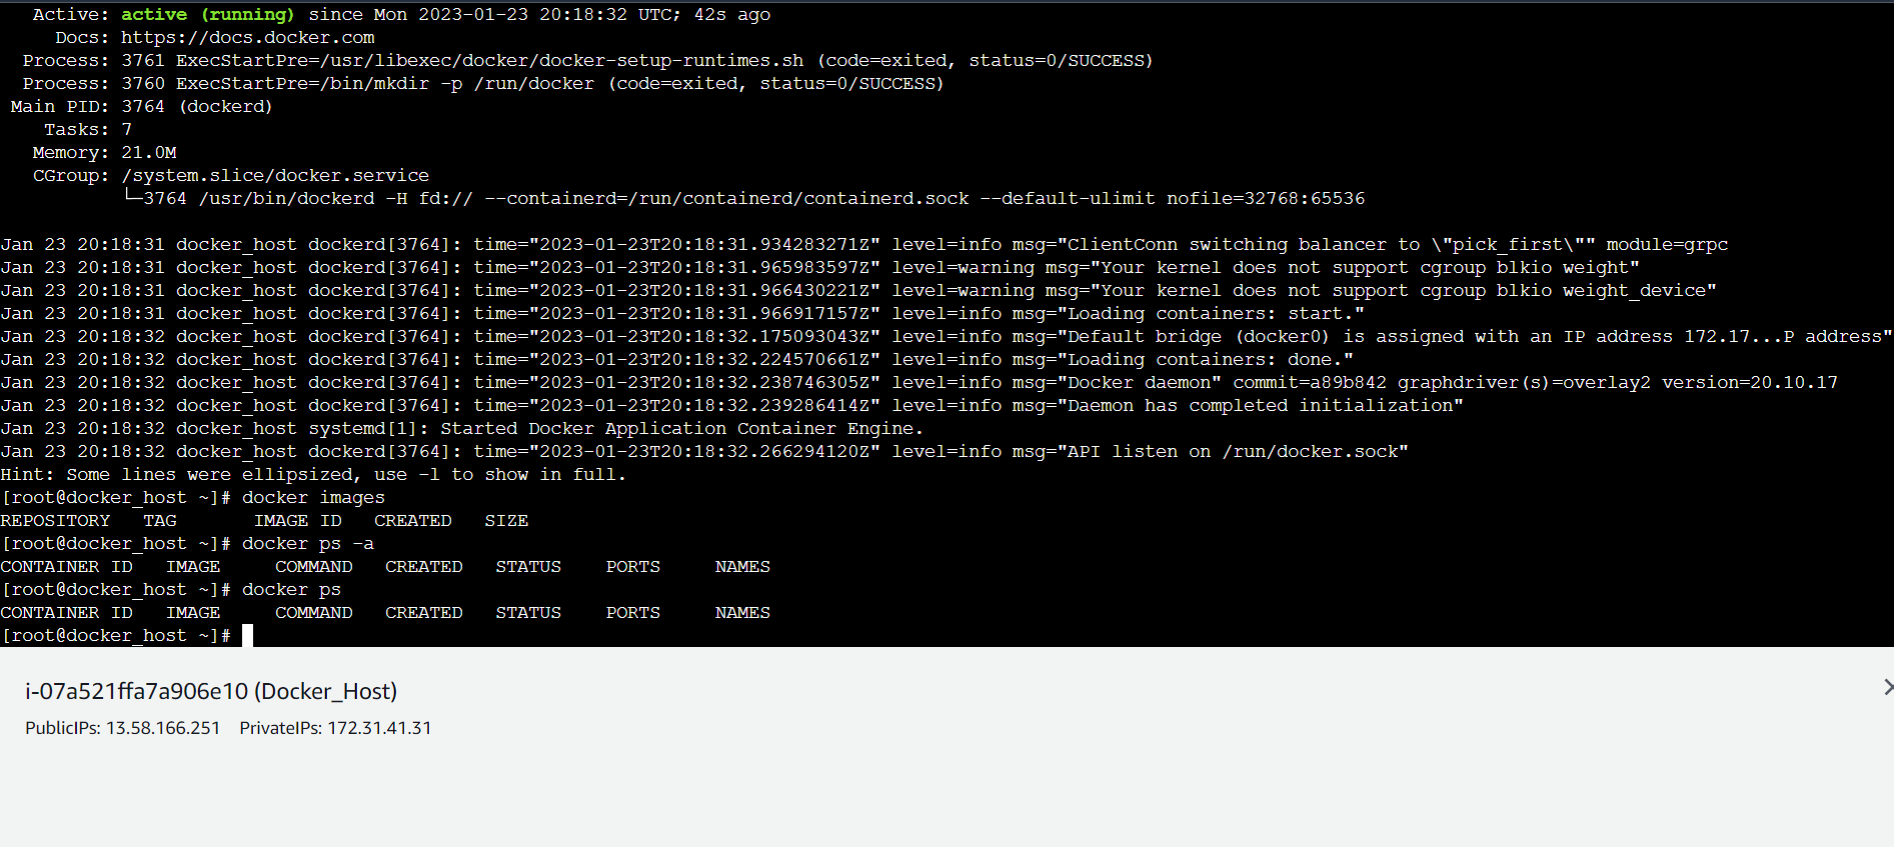 Active: active (running) since Mon 2023-01-23 20:18:32 UTC; 42s ago
Docs: https://docs.docker.com
Process: 3761 ExecStartPre=/usr/libexec/docker/docker-setup-runtimes.sh (code=exited, status=0/SUCCESS)
Process: 3760 ExecStartPre=/bin/mkdir -p /run/docker (code=exited, status=0/SUCCESS)
Main PID: 3764 (dockerd)
Tasks: 7
Memory: 21.0M
CGroup: /system.slice/docker.service
└─3764 /usr/bin/dockerd -H fd:// --containerd=/run/containerd/containerd.sock --default-ulimit nofile=32768:65536
Jan 23 20:18:31 docker_host dockerd[3764]: time="2023-01-23T20:18:31.934283271Z" level=info msg="ClientConn switching balancer to \"pick_first\"" module=grpc
Jan 23 20:18:31 docker_host dockerd[3764]: time="2023-01-23T20:18:31.965983597Z" level=warning msg="Your kernel does not support cgroup blkio weight"
Jan 23 20:18:31 docker_host dockerd[3764]: time="2023-01-23T20:18:31.966430221Z" level=warning msg="Your kernel does not support cgroup blkio weight_device"
Jan 23 20:18:31 docker_host dockerd[3764]: time="2023-01-23T20:18:31.966917157Z" level=info msg="Loading containers: start."
Jan 23 20:18:32 docker_host dockerd[3764]: time="2023-01-23T20:18:32.175093043Z" level=info msg="Default bridge (docker0) is assigned with an IP address 172.17...P address"
Jan 23 20:18:32 docker_host dockerd[3764]: time="2023-01-23T20:18:32.224570661Z" level=info msg="Loading containers: done."
Jan 23 20:18:32 docker_host dockerd[3764]: time="2023-01-23T20:18:32.238746305Z" level=info msg="Docker daemon" commit=a89b842 graphdriver(s)=overlay2 version=20.10.17
Jan 23 20:18:32 docker_host dockerd[3764]: time="2023-01-23T20:18:32.239286414Z" level=info msg="Daemon has completed initialization"
Jan 23 20:18:32 docker_host systemd[1]: Started Docker Application Container Engine.
Jan 23 20:18:32 docker_host dockerd[3764]: time="2023-01-23T20:18:32.266294120Z" level=info msg="API listen on /run/docker.sock"
Hint: Some lines were ellipsized, use -l to show in full.
[root@docker_host ~]# docker images
REPOSITORY TAG IMAGE ID CREATED SIZE
[root@docker_host ~]# docker ps -a
CONTAINER ID IMAGE COMMAND CREATED STATUS PORTS NAMES
[root@docker_host ~]# docker ps
CONTAINER ID IMAGE COMMAND CREATED STATUS PORTS NAMES
[root@docker_host ~]#
i-07a521ffa7a906e10 (Docker_Host)
PublicIPs: 13.58.166.251 PrivateIPs: 172.31.41.31